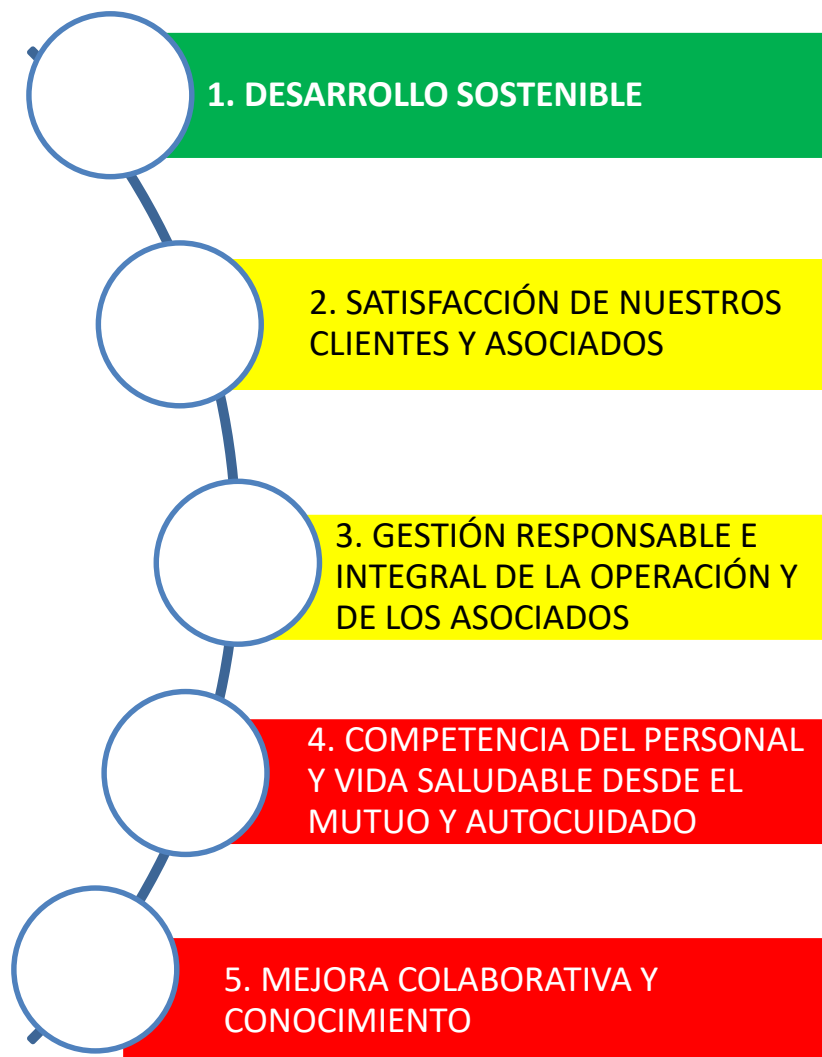 1. DESARROLLO SOSTENIBLE
2. SATISFACCIÓN DE NUESTROS
CLIENTES Y ASOCIADOS
3. GESTIÓN RESPONSABLE E
INTEGRAL DE LA OPERACIÓN Y
DE LOS ASOCIADOS
4. COMPETENCIA DEL PERSONAL
Y VIDA SALUDABLE DESDE EL
MUTUO Y AUTOCUIDADO
5. MEJORA COLABORATIVA Y
CONOCIMIENTO